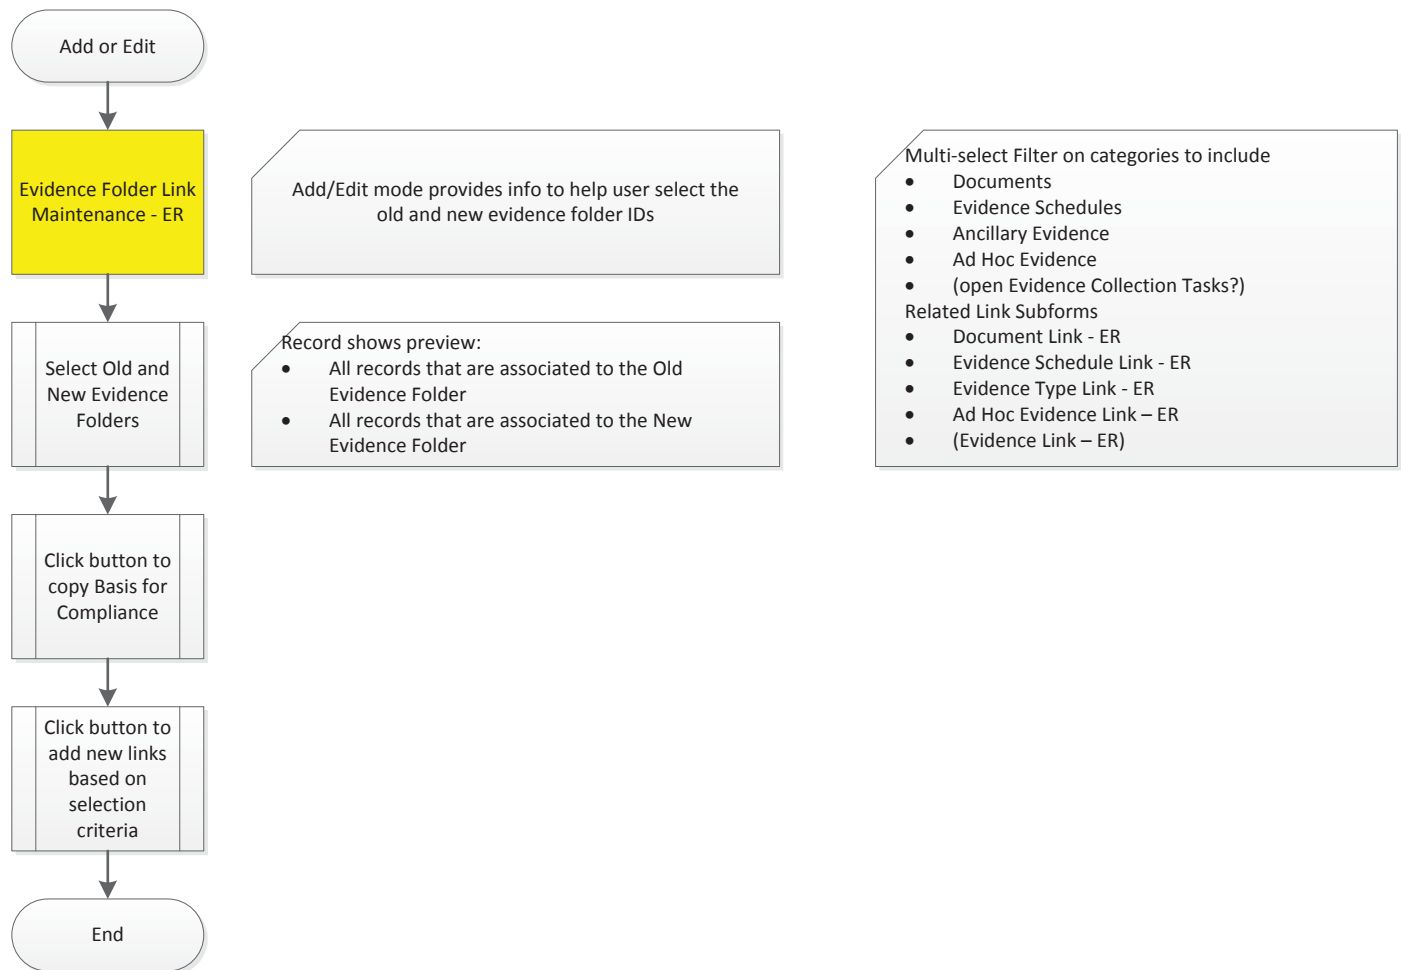 Add or Edit
Evidence Folder Link
Maintenance - ER
Add/Edit mode provides info to help user select the
old and new evidence folder IDs
Multi-select Filter on categories to include
• Documents
• Evidence Schedules
• Ancillary Evidence
• Ad Hoc Evidence
• (open Evidence Collection Tasks?)
Related Link Subforms
• Document Link - ER
• Evidence Schedule Link - ER
• Evidence Type Link - ER
• Ad Hoc Evidence Link – ER
• (Evidence Link – ER)
Select Old and
New Evidence
Folders
Record shows preview:
• All records that are associated to the Old
Evidence Folder
• All records that are associated to the New
Evidence Folder
Click button to
copy Basis for
Compliance
Click button to
add new links
based on
selection
criteria
End